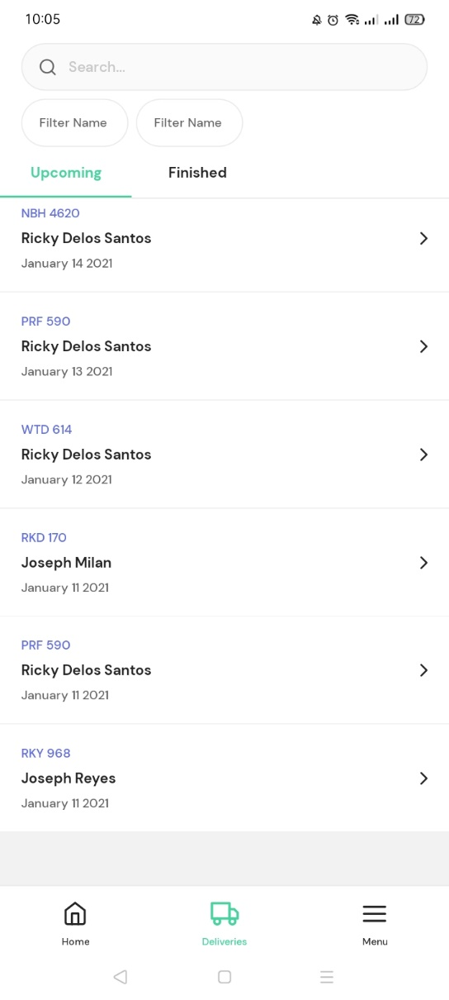 10:05
72
Search...
Filter Name
Filter Name
Upcoming
Finished
NBH 4620
Ricky Delos Santos
January 14 2021
PRF 590
Ricky Delos Santos
January 13 2021
WTD 614
Ricky Delos Santos
January 12 2021
RKD 170
Joseph Milan
January 11 2021
PRF 590
Ricky Delos Santos
January 11 2021
RKY 968
Joseph Reyes
January 11 2021
Home
Deliveries
Menu